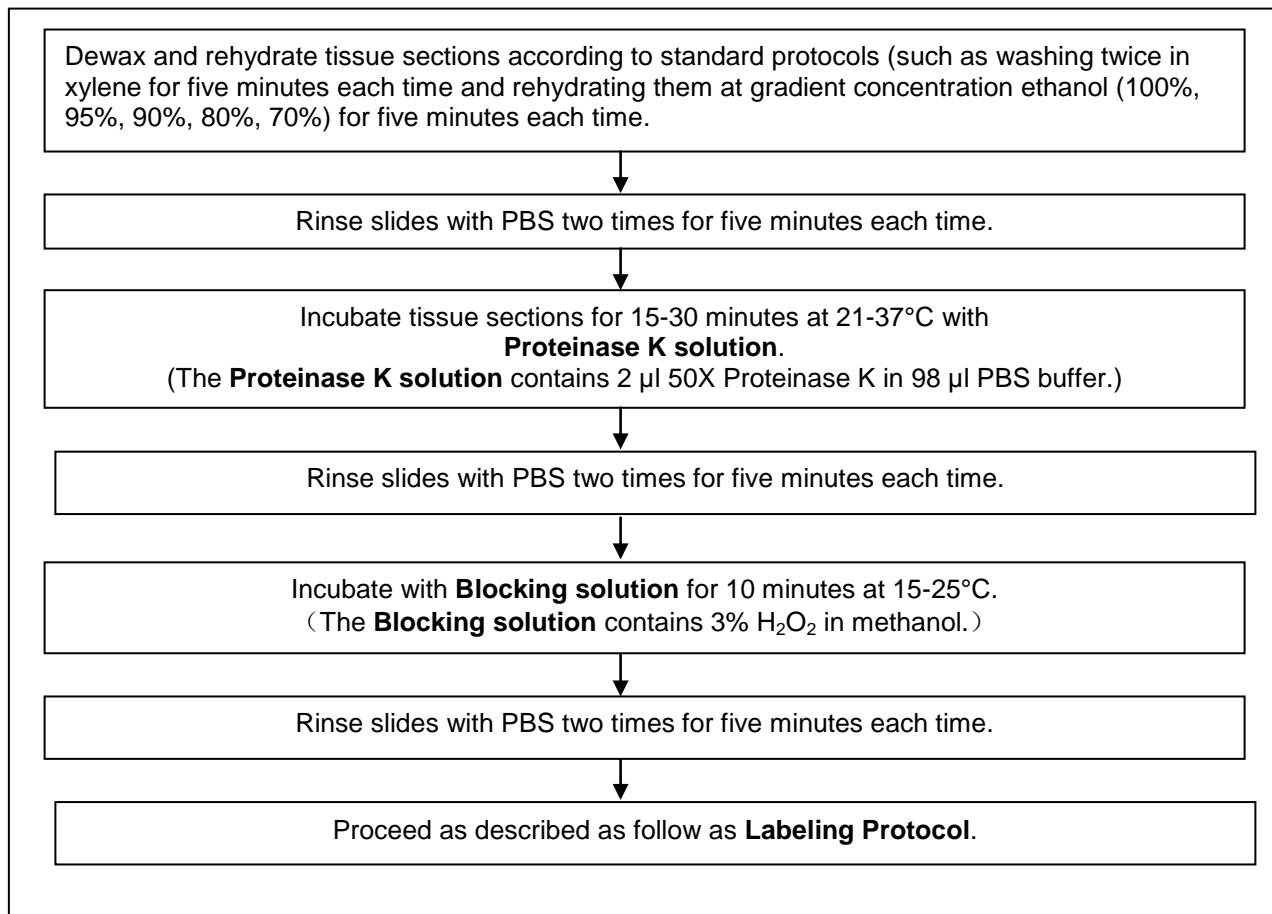 Dewax and rehydrate tissue sections according to standard protocols (such as washing twice in
xylene for five minutes each time and rehydrating them at gradient concentration ethanol (100%,
95%, 90%, 80%, 70%) for five minutes each time.
Rinse slides with PBS two times for five minutes each time.
Incubate tissue sections for 15-30 minutes at 21-37°C with
Proteinase K solution.
(The Proteinase K solution contains 2 µl 50X Proteinase K in 98 µl PBS buffer.)
Rinse slides with PBS two times for five minutes each time.
Incubate with Blocking solution for 10 minutes at 15-25°C.
（The Blocking solution contains 3% H₂O₂ in methanol.）
Rinse slides with PBS two times for five minutes each time.
Proceed as described as follow as Labeling Protocol.